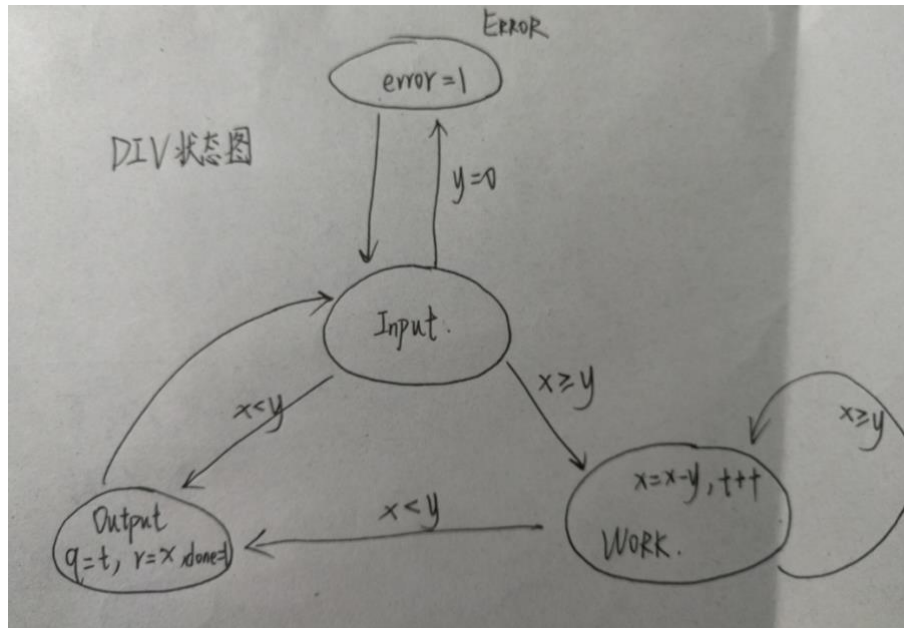 ERROR
error=1
DIV状态图
y=0
Input.
x<y
x≥y
x≥y
x=x-y, t++
WORK.
x<y
Output
q=t, r=x, done=1